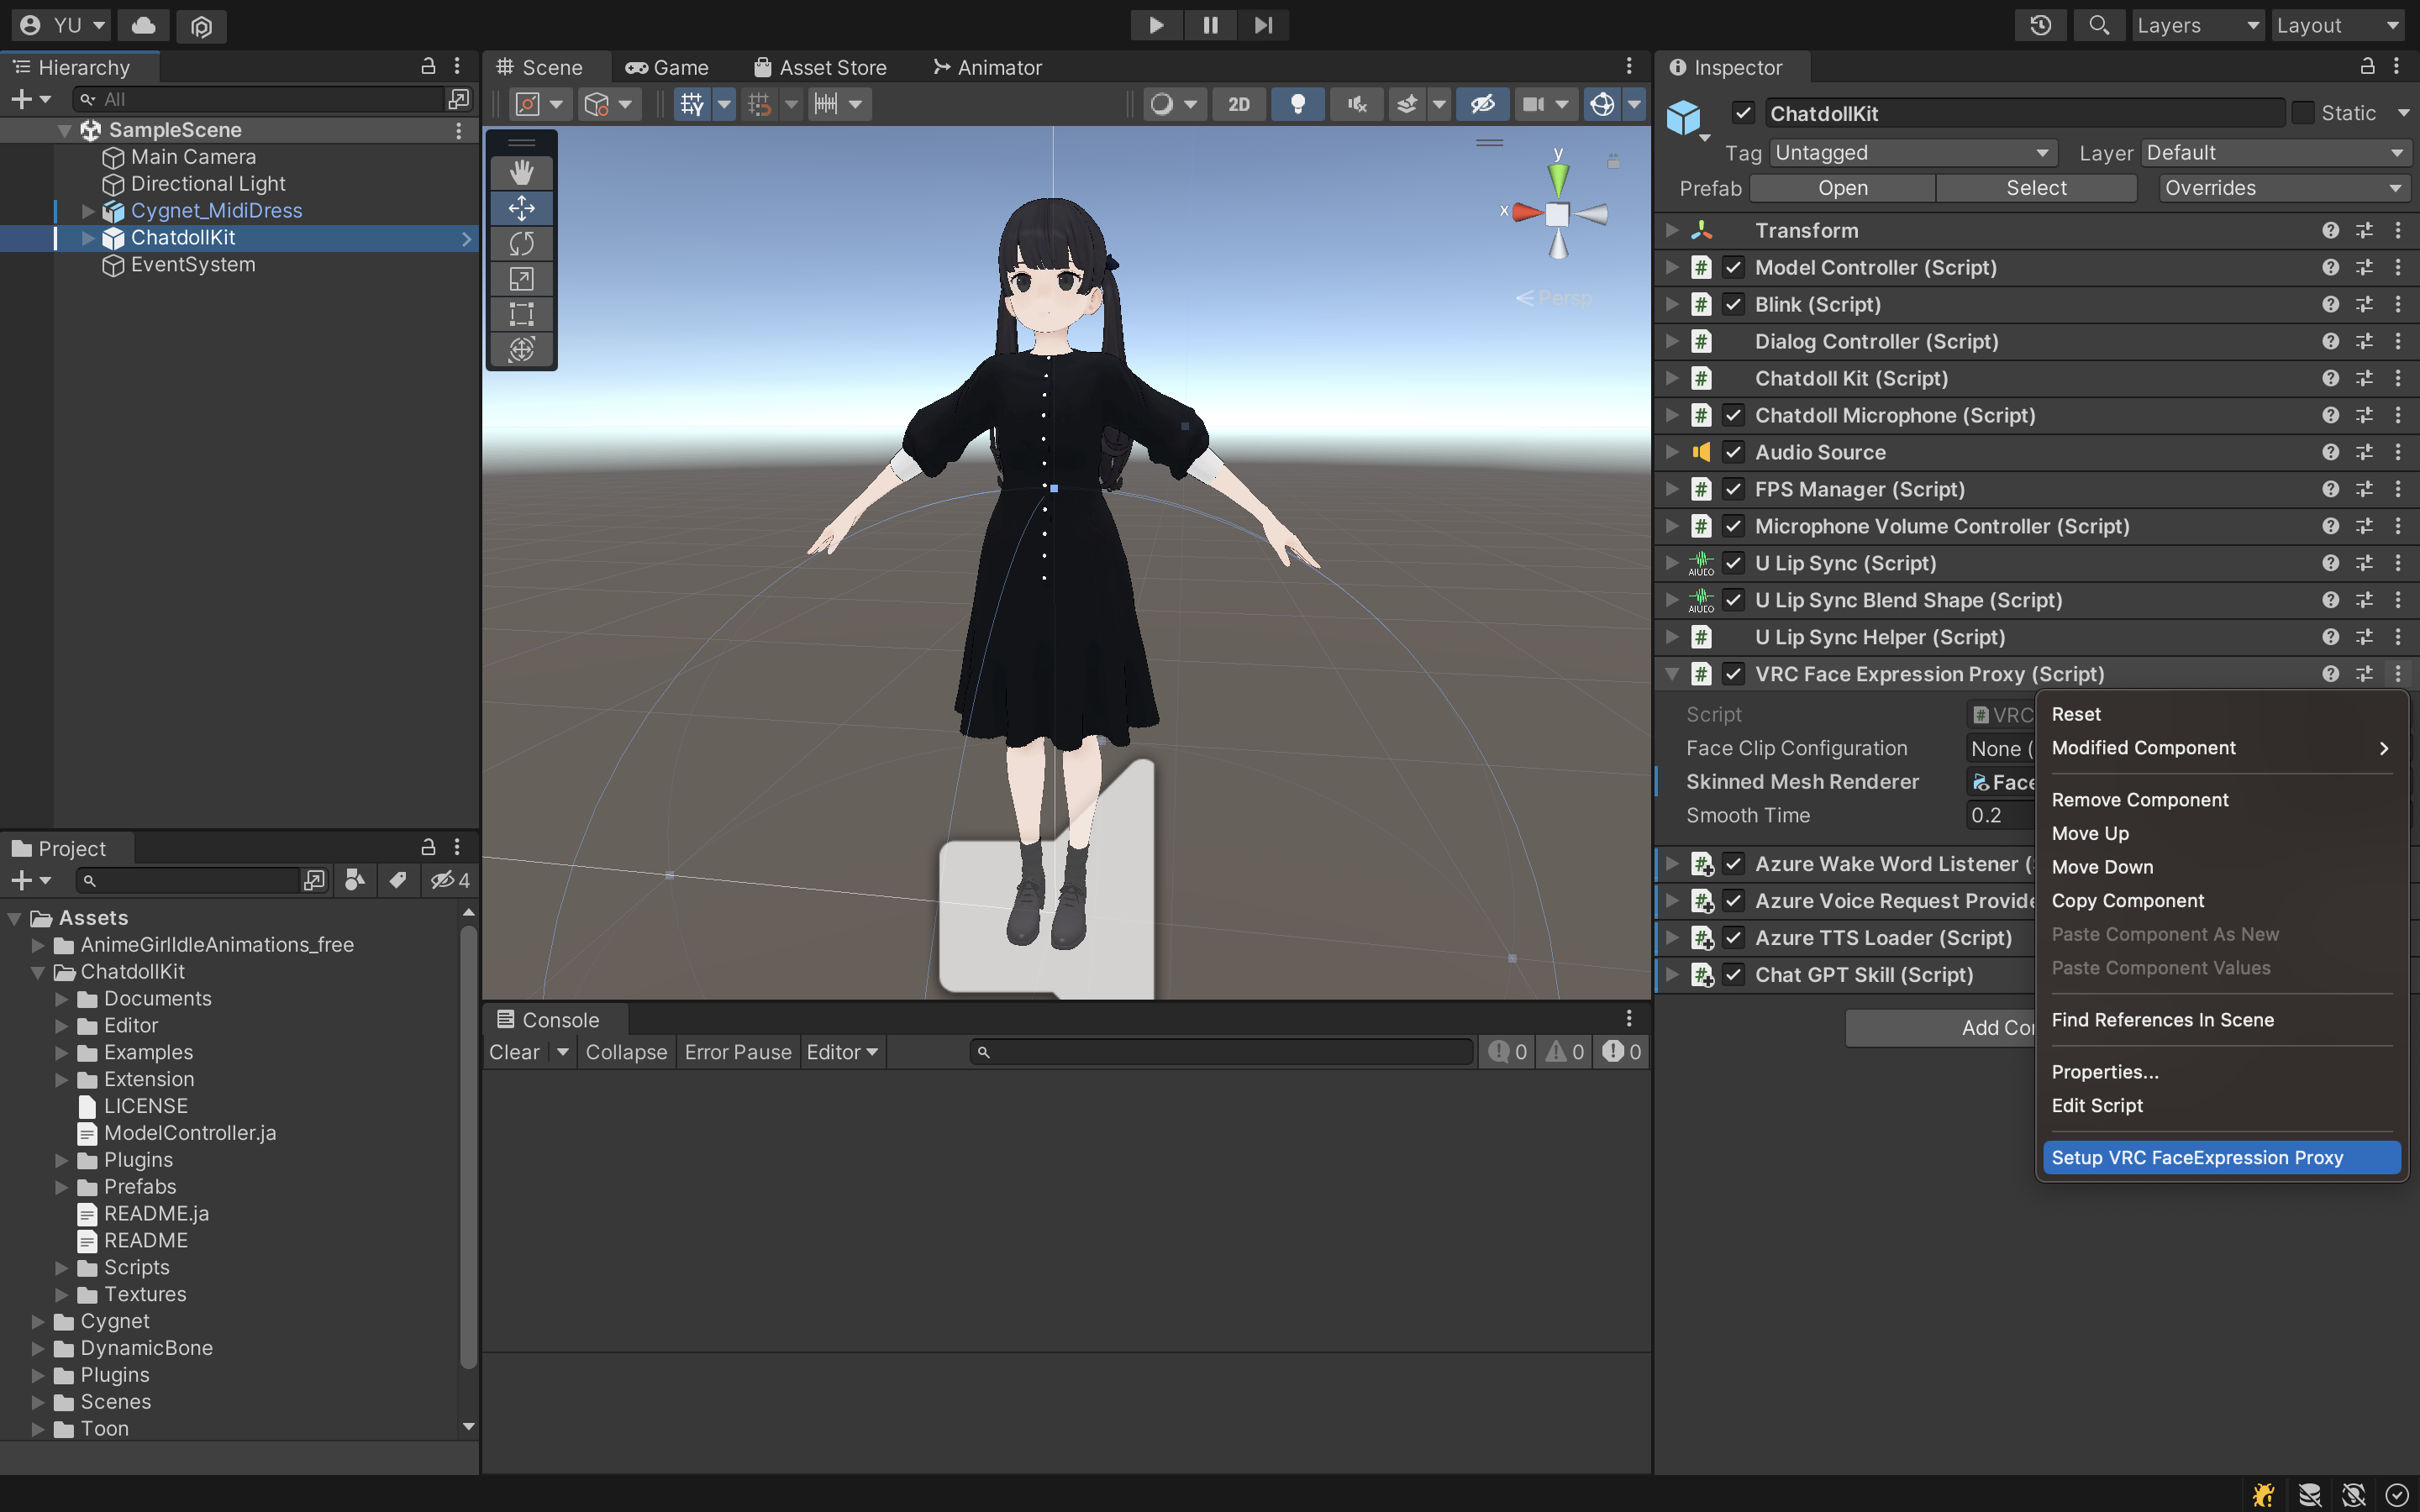 YU
Layers
Layout
Hierarchy
All
SampleScene
Main Camera
Directional Light
Cygnet_MidiDress
ChatdollKit
EventSystem
Scene
Game
Asset Store
Animator
2D
y
x
Persp
Inspector
ChatdollKit
Static
Tag
Untagged
Layer
Default
Prefab
Open
Select
Overrides
Transform
Model Controller (Script)
Blink (Script)
Dialog Controller (Script)
Chatdoll Kit (Script)
Chatdoll Microphone (Script)
Audio Source
FPS Manager (Script)
Microphone Volume Controller (Script)
AIUEO
U Lip Sync (Script)
AIUEO
U Lip Sync Blend Shape (Script)
U Lip Sync Helper (Script)
VRC Face Expression Proxy (Script)
Script
VRC
Face Clip Configuration
None (
Skinned Mesh Renderer
Face
Smooth Time
0.2
Azure Wake Word Listener (
Azure Voice Request Provide
Azure TTS Loader (Script)
Chat GPT Skill (Script)
Add Co
Reset
Modified Component
Remove Component
Move Up
Move Down
Copy Component
Paste Component As New
Paste Component Values
Find References In Scene
Properties...
Edit Script
Setup VRC FaceExpression Proxy
Project
4
Assets
AnimeGirlIdleAnimations_free
ChatdollKit
Documents
Editor
Examples
Extension
LICENSE
ModelController.ja
Plugins
Prefabs
README.ja
README
Scripts
Textures
Cygnet
DynamicBone
Plugins
Scenes
Toon
Console
Clear
Collapse
Error Pause
Editor
0
0
0